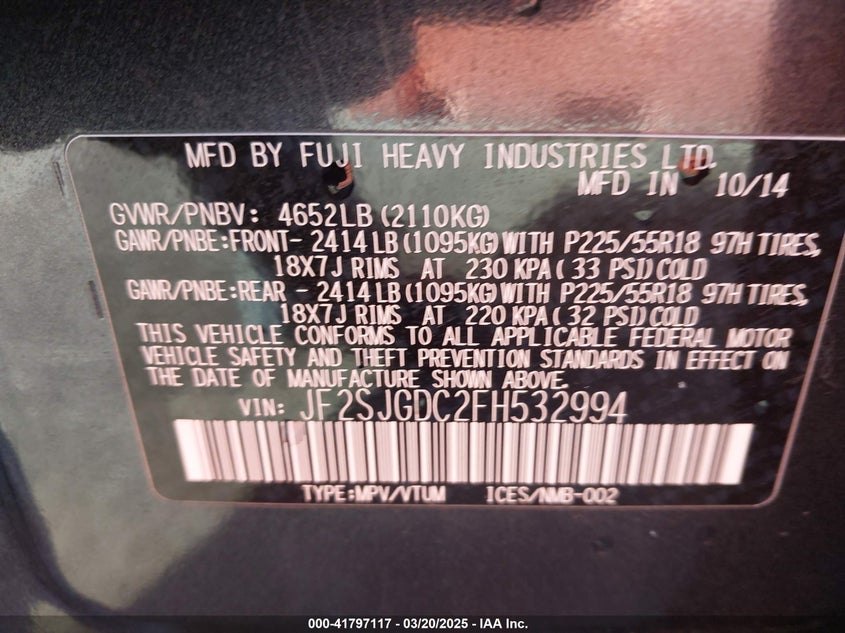 MFD BY FUJI HEAVY INDUSTRIES LTD.
MFD IN 10/14
GVWR/PNBV: 4652LB (2110KG)
GAWR/PNBE:FRONT- 2414 LB (1095KG) WITH P225/55R18 97H TIRES,
18X7J RIMS AT 230 KPA ( 33 PSI) COLD
GAWR/PNBE:REAR - 2414 LB (1095KG) WITH P225/55R18 97H TIRES,
18X7J RIMS AT 220 KPA ( 32 PSI) COLD
THIS VEHICLE CONFORMS TO ALL APPLICABLE FEDERAL MOTOR
VEHICLE SAFETY AND THEFT PREVENTION STANDARDS IN EFFECT ON
THE DATE OF MANUFACTURE SHOWN ABOVE.
VIN: JF2SJGDC2FH532994
TYPE:MPV/VTUM ICES/NMB-002
000-41797117 - 03/20/2025 - IAA Inc.